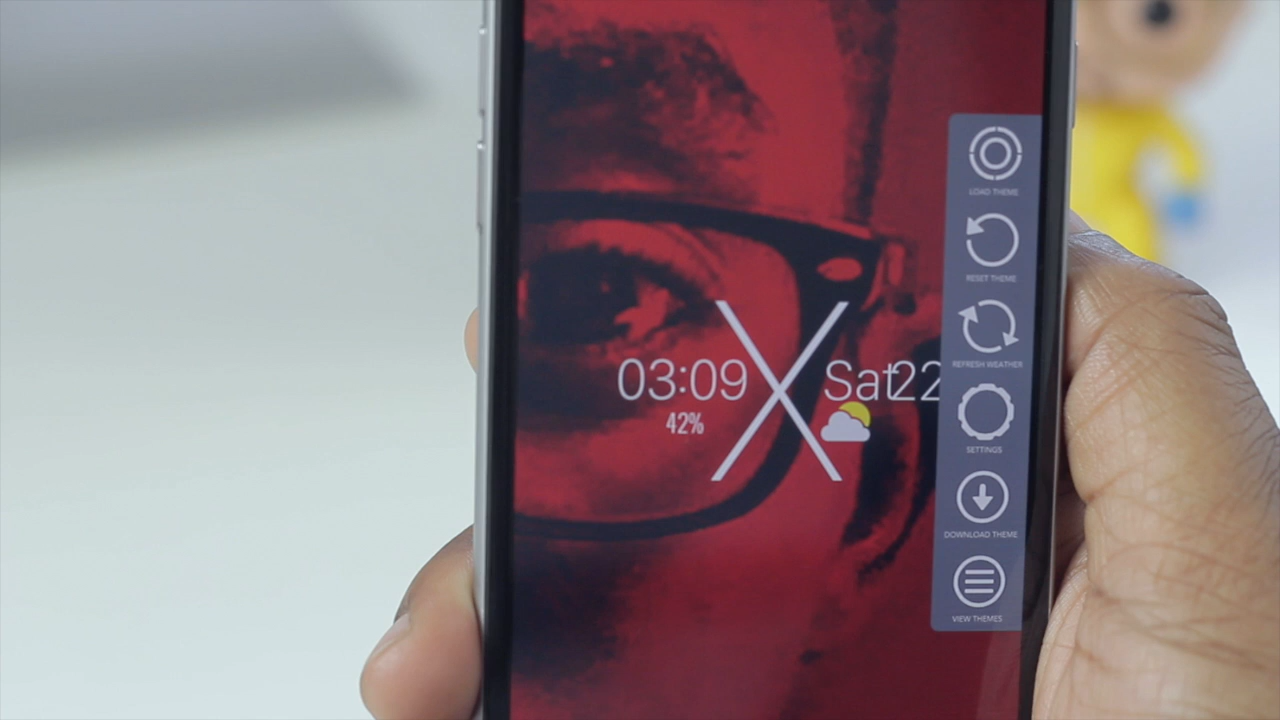 03:09
X
Sat22
42%
LOAD THEME
RESET THEME
REFRESH WEATHER
SETTINGS
DOWNLOAD THEME
VIEW THEMES